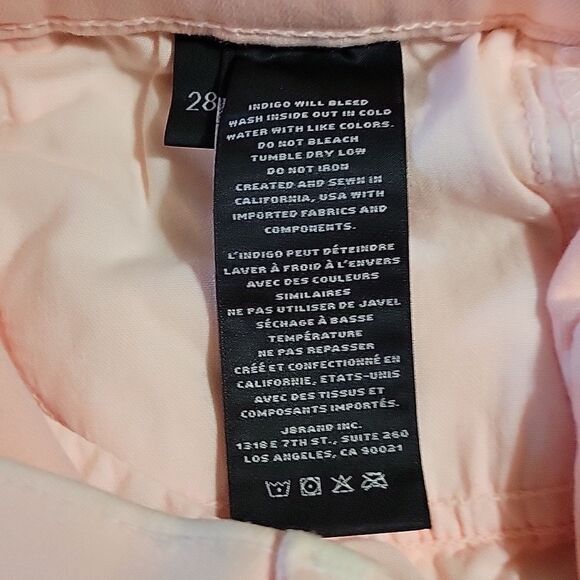 28
INDIGO WILL BLEED
WASH INSIDE OUT IN COLD
WATER WITH LIKE COLORS.
DO NOT BLEACH
TUMBLE DRY LOW
DO NOT IRON
CREATED AND SEWN IN
CALIFORNIA, USA WITH
IMPORTED FABRICS AND
COMPONENTS.
L'INDIGO PEUT DÉTEINDRE
LAVER À FROID À L'ENVERS
AVEC DES COULEURS
SIMILAIRES
NE PAS UTILISER DE JAVEL
SÉCHAGE À BASSE
TEMPÉRATURE
NE PAS REPASSER
CRÉÉ ET CONFECTIONNÉ EN
CALIFORNIE, ETATS-UNIS
AVEC DES TISSUS ET
COMPOSANTS IMPORTÉS.
JBRAND INC.
1318 E 7TH ST., SUITE 260
LOS ANGELES, CA 90021